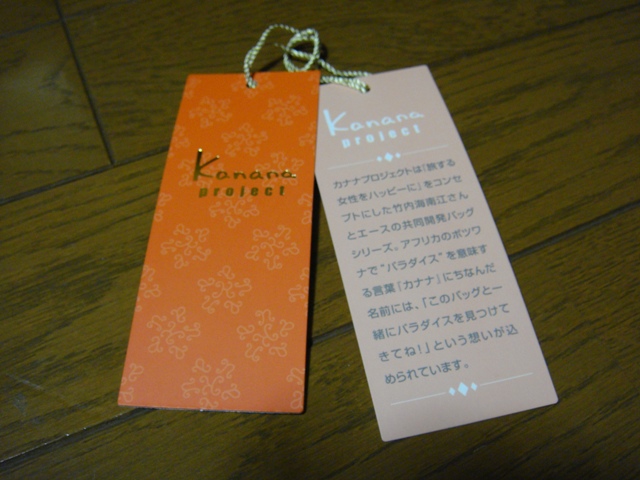 Kanana
project
Kanana
project
カナナプロジェクトは『旅する
女性をハッピーに』をコンセ
プトにした竹内海南江さん
とエースの共同開発バッグ
シリーズ。アフリカのボツワ
ナで“パラダイス”を意味す
る言葉『カナナ』にちなんだ
名前には、「このバッグと一
緒にパラダイスを見つけて
きてね!」という想いが込
められています。